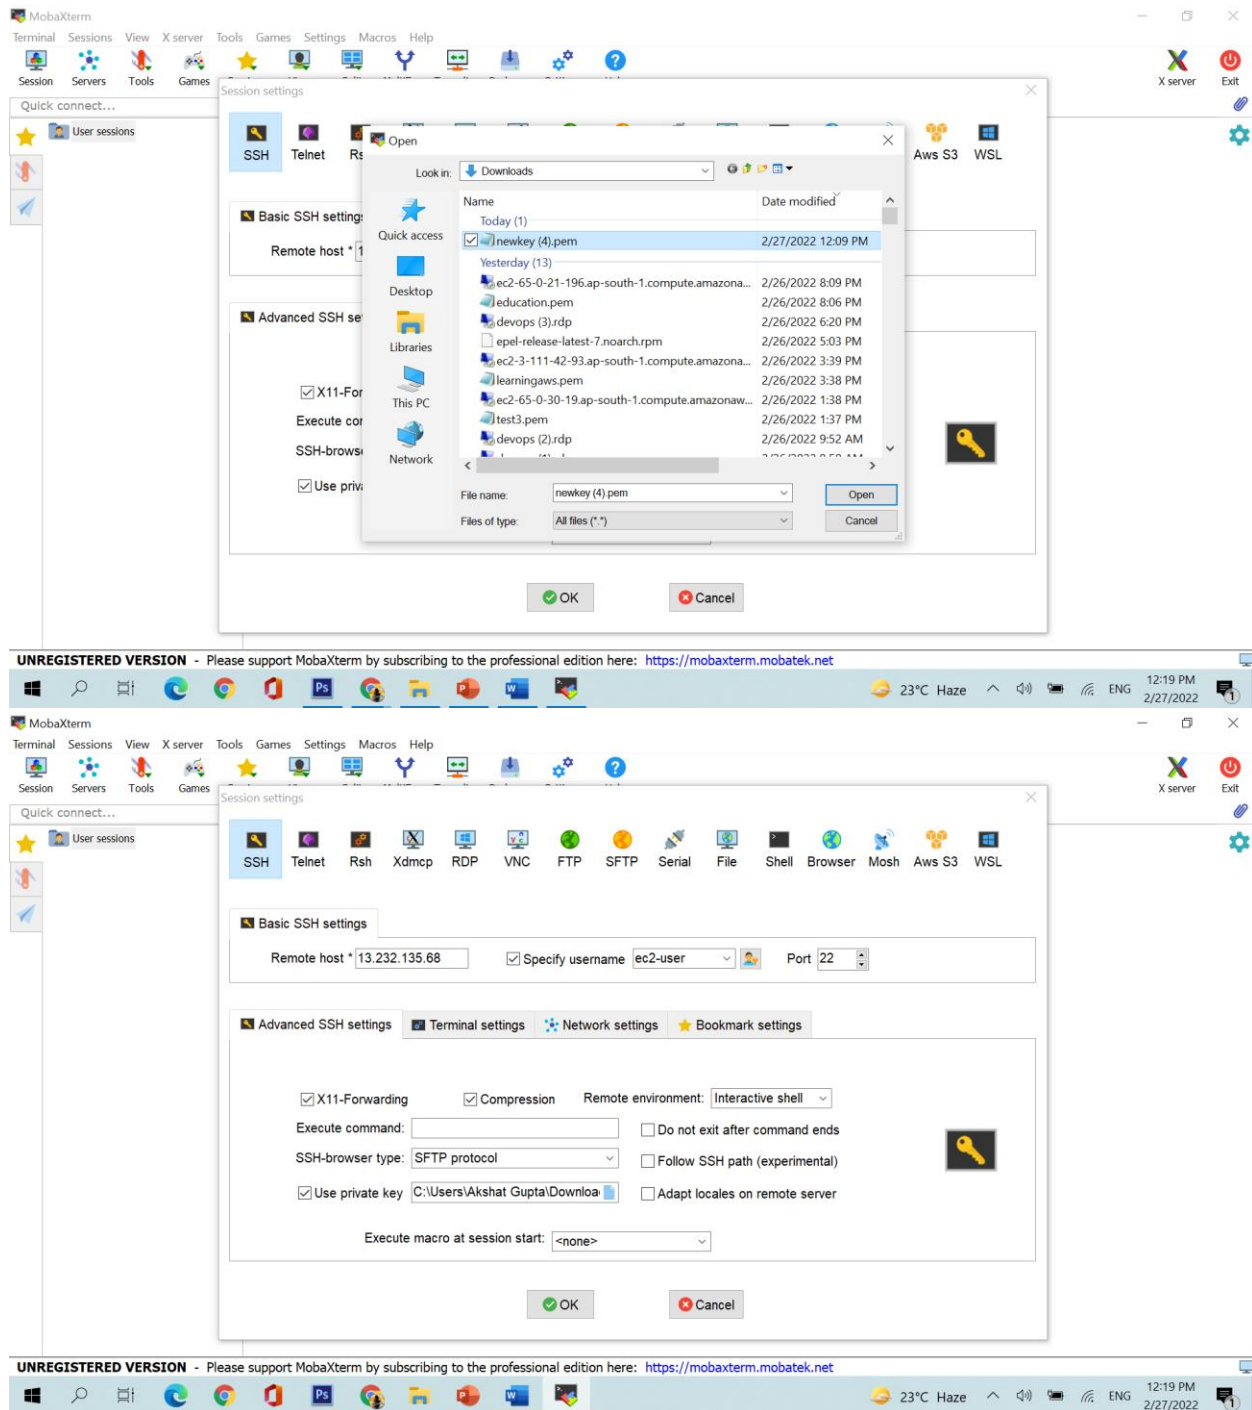 MobaXterm
Terminal Sessions View X server Tools Games Settings Macros Help
Session Servers Tools Games
X server Exit
Quick connect...
User sessions
Session settings
SSH Telnet
Aws S3 WSL
Open
Look in: Downloads
Basic SSH settings
Remote host *
Advanced SSH
Quick access
Desktop
Libraries
This PC
Network
Name Date modified
Today (1)
newkey (4).pem 2/27/2022 12:09 PM
Yesterday (13)
ec2-65-0-21-196.ap-south-1.compute.amazona... 2/26/2022 8:09 PM
education.pem 2/26/2022 8:06 PM
devops (3).rdp 2/26/2022 6:20 PM
epel-release-latest-7.noarch.rpm 2/26/2022 5:03 PM
ec2-3-111-42-93.ap-south-1.compute.amazona... 2/26/2022 3:39 PM
learningaws.pem 2/26/2022 3:38 PM
ec2-65-0-30-19.ap-south-1.compute.amazonaw... 2/26/2022 1:38 PM
test3.pem 2/26/2022 1:37 PM
devops (2).rdp 2/26/2022 9:52 AM
X11-For
Execute
SSH-brows
Use priv
File name: newkey (4).pem Open
Files of type: All files (*.*) Cancel
OK Cancel
UNREGISTERED VERSION - Please support MobaXterm by subscribing to the professional edition here: https://mobaxterm.mobatek.net
Ps 23°C Haze ENG 12:19 PM
2/27/2022
1
MobaXterm
Terminal Sessions View X server Tools Games Settings Macros Help
Session Servers Tools Games
X server Exit
Quick connect...
User sessions
Session settings
SSH Telnet Rsh Xdmcp RDP VNC FTP SFTP Serial File Shell Browser Mosh Aws S3 WSL
Basic SSH settings
Remote host * 13.232.135.68 Specify username ec2-user Port 22
Advanced SSH settings Terminal settings Network settings Bookmark settings
X11-Forwarding Compression Remote environment: Interactive shell
Execute command: Do not exit after command ends
SSH-browser type: SFTP protocol Follow SSH path (experimental)
Use private key C:\Users\Akshat Gupta\Downloa Adapt locales on remote server
Execute macro at session start: <none>
OK Cancel
UNREGISTERED VERSION - Please support MobaXterm by subscribing to the professional edition here: https://mobaxterm.mobatek.net
Ps 23°C Haze ENG 12:19 PM
2/27/2022
1